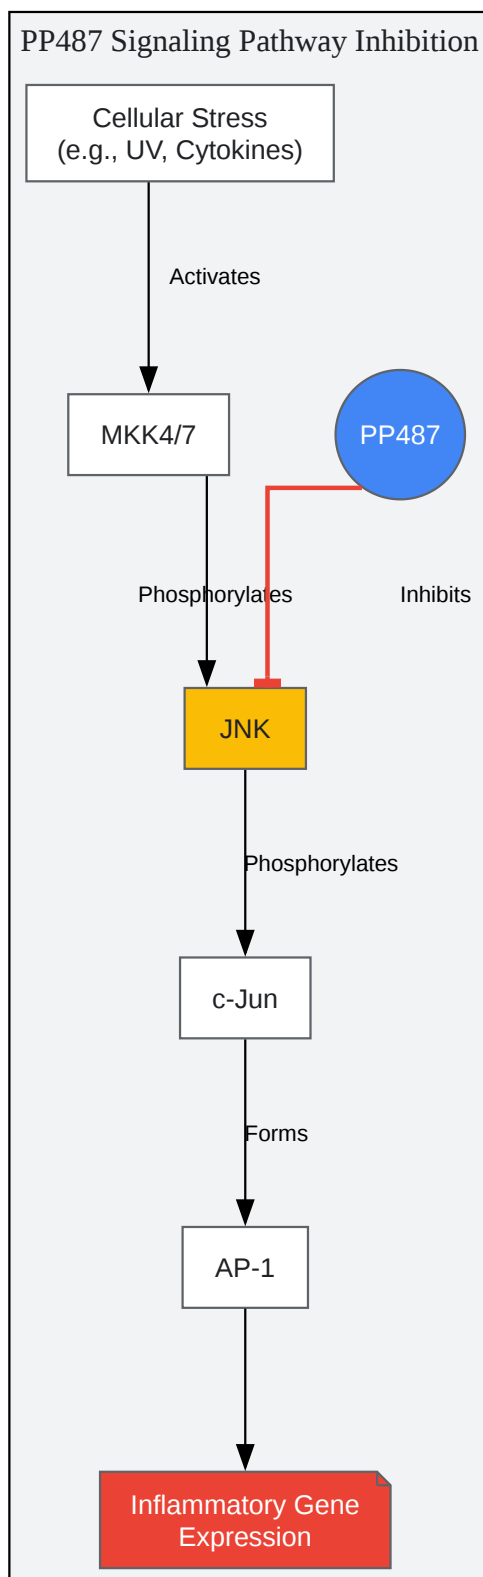 PP487 Signaling Pathway Inhibition
Cellular Stress
(e.g., UV, Cytokines)
Activates
MKK4/7
PP487
Phosphorylates
Inhibits
JNK
Phosphorylates
c-Jun
Forms
AP-1
Inflammatory Gene
Expression